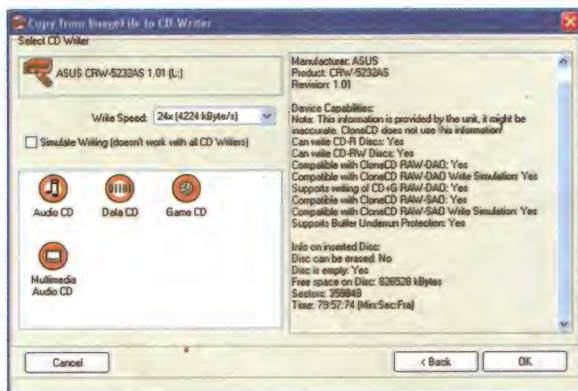 Copy from ImageFile to CD Writer
Select CD Writer
ASUS CRW-5232AS 1.01 (L:)
Write Speed: 24x (4224 kByte/s)
Simulate Writing (doesn't work with all CD Writers)
Audio CD
Data CD
Game CD
Multimedia
Audio CD
Manufacturer: ASUS
Product: CRW-5232AS
Revision: 1.01
Device Capabilities:
Note: This information is provided by the unit, it might be
inaccurate. CloneCD does not use this information!
Can write CD-R Discs: Yes
Can write CD-RW Discs: Yes
Compatible with CloneCD RAW-DAO: Yes
Compatible with CloneCD RAW-DAO Write Simulation: Yes
Supports writing of CD+G RAW-DAO: Yes
Compatible with CloneCD RAW-SAO: Yes
Compatible with CloneCD RAW-SAO Write Simulation: Yes
Supports Buffer Underrun Protection: Yes
Info on inserted Disc:
Disc can be erased: No
Disc is empty: Yes
Free space on Disc: 826528 kBytes
Sectors: 359849
Time: 79:57:74 (Min:Sec:Fra)
Cancel
< Back
OK